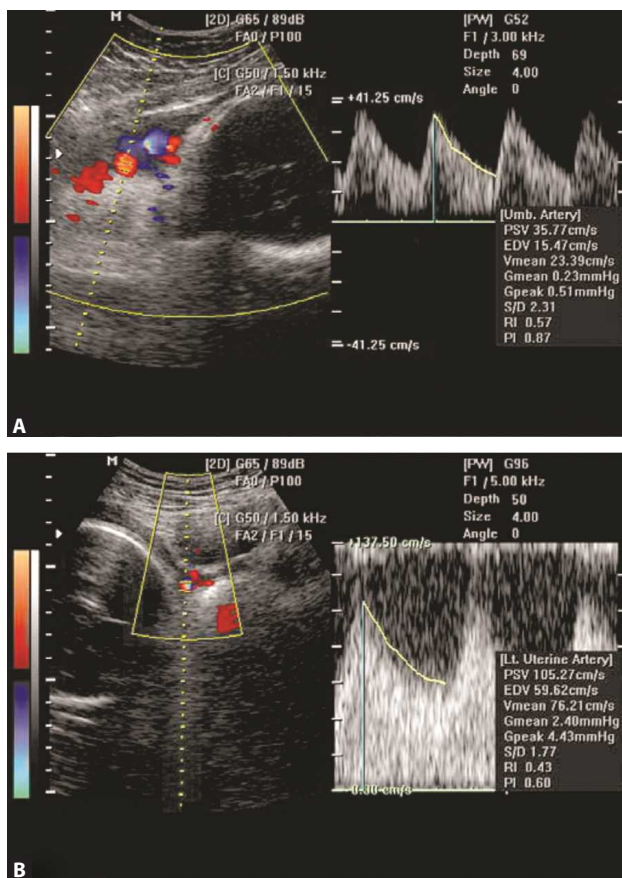 M
[2D] G65 / 89dB
FA0 / P100
[C] G50 / 1.50 kHz
FA2 / F1 / 15
[PW] G52
F1 / 3.00 kHz
Depth 69
Size 4.00
Angle 0
+41.25 cm/s
[Umb. Artery]
PSV 35.77cm/s
EDV 15.47cm/s
Vmean 23.39cm/s
Gmean 0.23mmHg
Gpeak 0.51mmHg
S/D 2.31
RI 0.57
PI 0.87
-41.25 cm/s
A
M
[2D] G65 / 89dB
FA0 / P100
[C] G50 / 1.50 kHz
FA2 / F1 / 15
[PW] G96
F1 / 5.00 kHz
Depth 50
Size 4.00
Angle 0
+137.50 cm/s
[Lt. Uterine Artery]
PSV 105.27cm/s
EDV 59.62cm/s
Vmean 76.21cm/s
Gmean 2.40mmHg
Gpeak 4.43mmHg
S/D 1.77
RI 0.43
PI 0.60
cm/s
B